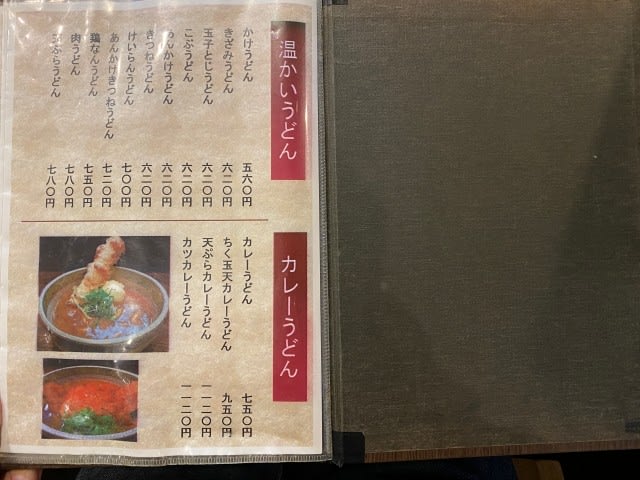 温かいうどん
かけうどん 五六〇円
きざみうどん 六二〇円
玉子とじうどん 六二〇円
こぶうどん 六二〇円
あんかけうどん 六二〇円
きつねうどん 六二〇円
けいらんうどん 七〇〇円
あんかけきつねうどん 七二〇円
鶏なんうどん 七五〇円
肉うどん 七八〇円
天ぷらうどん 七八〇円
カレーうどん
カレーうどん 七五〇円
ちく玉天カレーうどん 九五〇円
天ぷらカレーうどん 一一二〇円
カツカレーうどん 一一二〇円